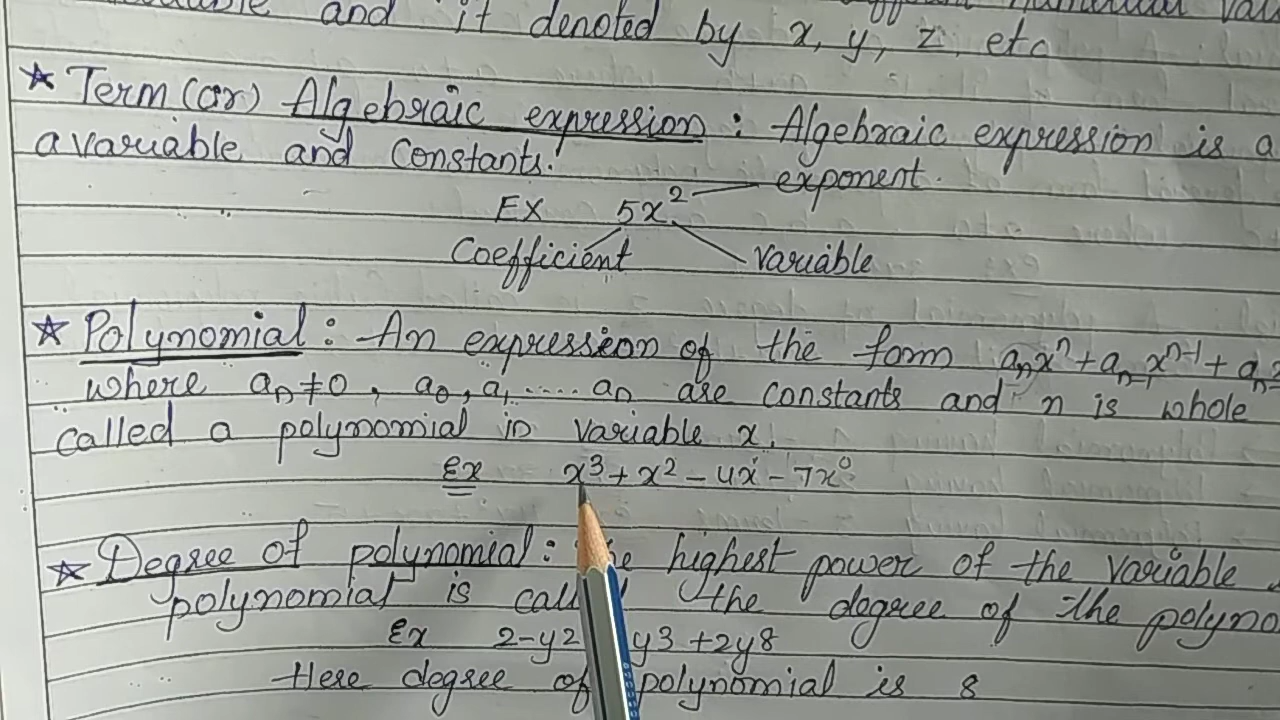 and it denoted by x, y, z, etc
★ Term (or) Algebraic expression : Algebraic expression is a
a variable and constants.
exponent.
EX 5x²
Coefficient variable
★ Polynomial : An expression of the form aₙxⁿ + aₙ₋₁xⁿ⁻¹ + aₙ₋
where aₙ ≠ 0, a₀, a₁ ..... aₙ are constants and n is whole
called a polynomial in variable x.
Ex x³ + x² - 4x - 7x⁰
★ Degree of polynomial : highest power of the variable
polynomial is the degree of the polyno
Ex 2-y2 y3 +2y8
Here degree of polynomial is 8